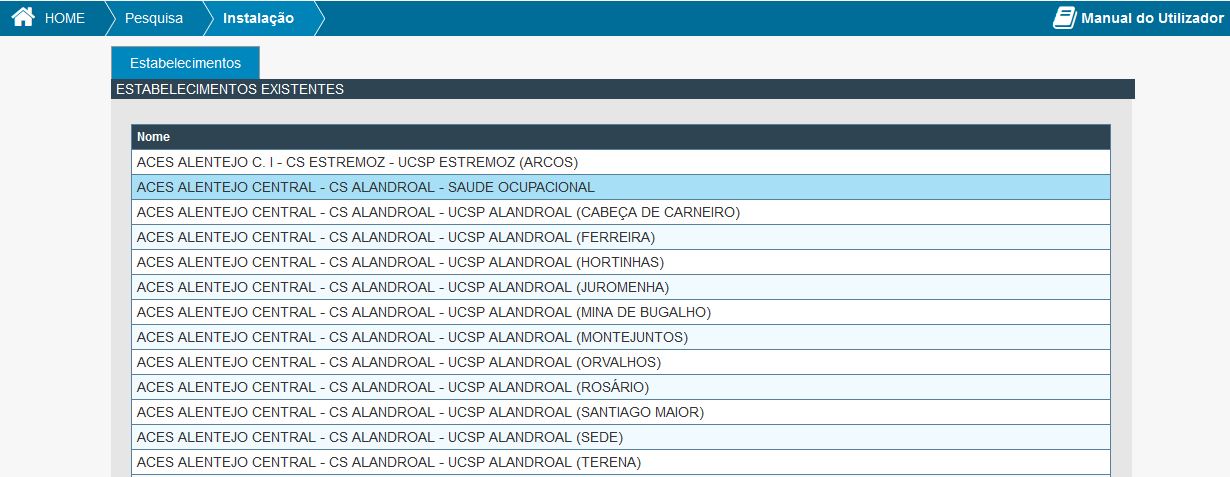 HOME Pesquisa Instalação Manual do Utilizador
Estabelecimentos
ESTABELECIMENTOS EXISTENTES
Nome
ACES ALENTEJO C. I - CS ESTREMOZ - UCSP ESTREMOZ (ARCOS)
ACES ALENTEJO CENTRAL - CS ALANDROAL - SAUDE OCUPACIONAL
ACES ALENTEJO CENTRAL - CS ALANDROAL - UCSP ALANDROAL (CABEÇA DE CARNEIRO)
ACES ALENTEJO CENTRAL - CS ALANDROAL - UCSP ALANDROAL (FERREIRA)
ACES ALENTEJO CENTRAL - CS ALANDROAL - UCSP ALANDROAL (HORTINHAS)
ACES ALENTEJO CENTRAL - CS ALANDROAL - UCSP ALANDROAL (JUROMENHA)
ACES ALENTEJO CENTRAL - CS ALANDROAL - UCSP ALANDROAL (MINA DE BUGALHO)
ACES ALENTEJO CENTRAL - CS ALANDROAL - UCSP ALANDROAL (MONTEJUNTOS)
ACES ALENTEJO CENTRAL - CS ALANDROAL - UCSP ALANDROAL (ORVALHOS)
ACES ALENTEJO CENTRAL - CS ALANDROAL - UCSP ALANDROAL (ROSÁRIO)
ACES ALENTEJO CENTRAL - CS ALANDROAL - UCSP ALANDROAL (SANTIAGO MAIOR)
ACES ALENTEJO CENTRAL - CS ALANDROAL - UCSP ALANDROAL (SEDE)
ACES ALENTEJO CENTRAL - CS ALANDROAL - UCSP ALANDROAL (TERENA)